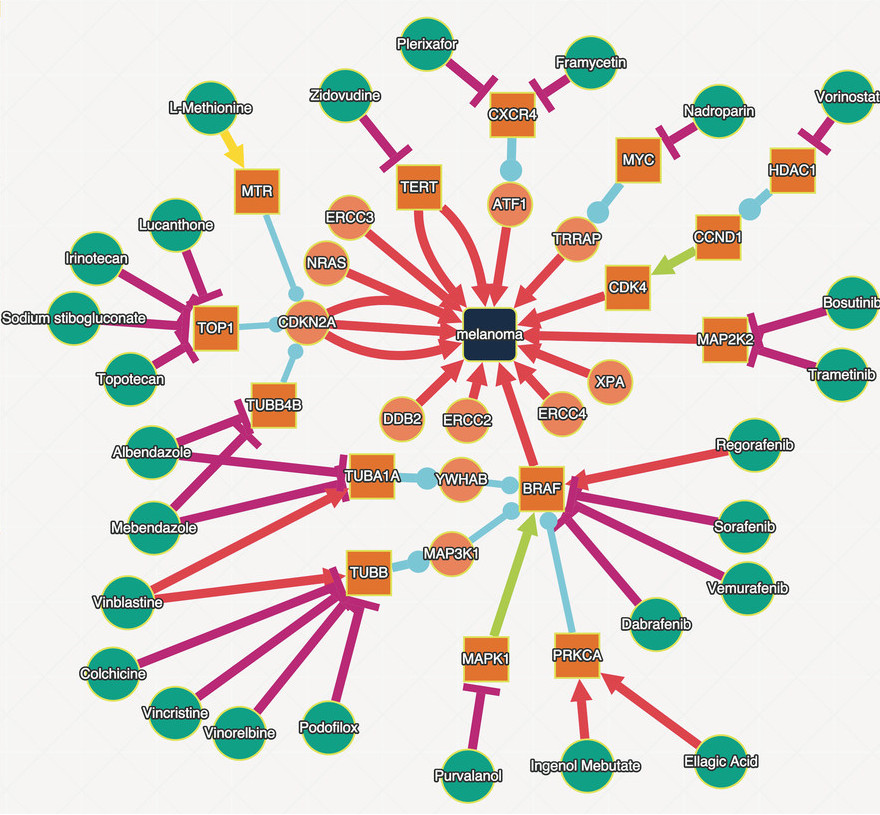 Plerixafor
Framycetin
L-Methionine
Zidovudine
Nadroparin
Vorinostat
CXCR4
MYC
HDAC1
MTR
TERT
ATF1
ERCC3
TRRAP
CCND1
Lucanthone
Irinotecan
NRAS
CDK4
Sodium stibogluconate
TOP1
CDKN2A
melanoma
MAP2K2
Bosutinib
Topotecan
XPA
Trametinib
TUBB4B
DDB2
ERCC2
ERCC4
Albendazole
Regorafenib
TUBA1A
YWHAB
BRAF
Mebendazole
Sorafenib
MAP3K1
TUBB
Vemurafenib
Vinblastine
Dabrafenib
Colchicine
MAPK1
PRKCA
Vincristine
Vinorelbine
Podofilox
Purvalanol
Ingenol Mebutate
Ellagic Acid